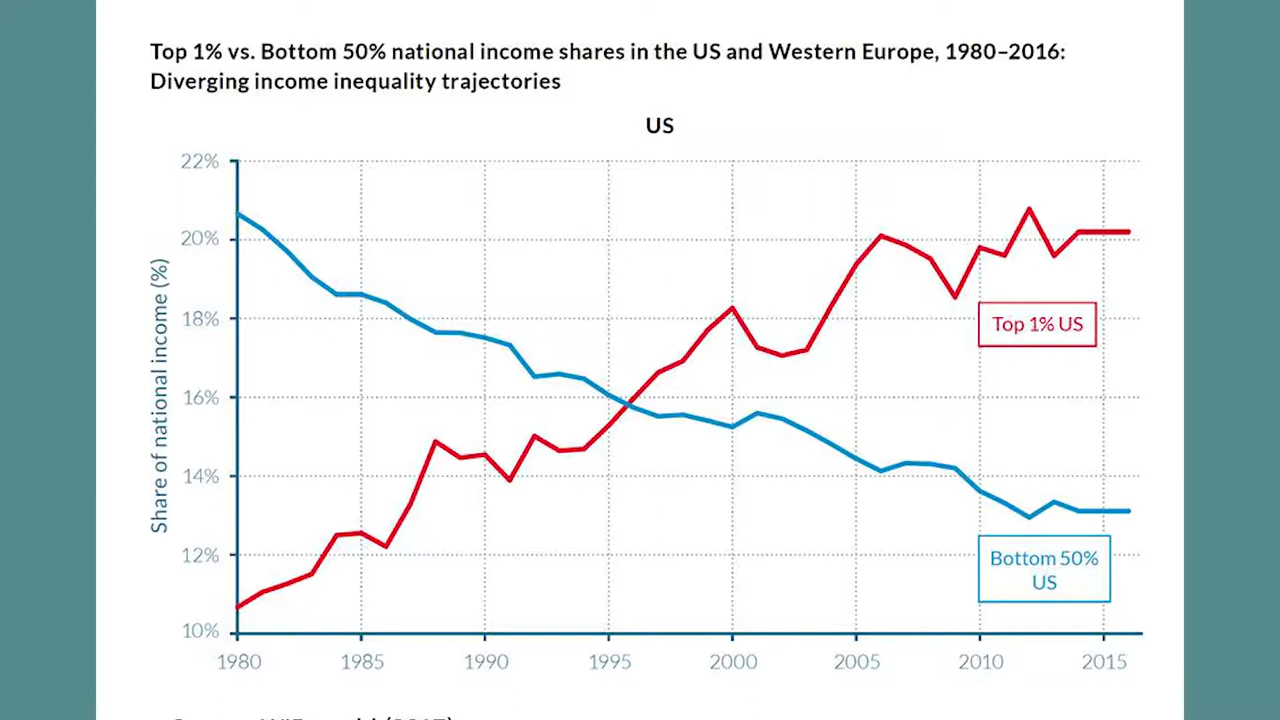 Top 1% vs. Bottom 50% national income shares in the US and Western Europe, 1980–2016:
Diverging income inequality trajectories
US
Share of national income (%)
22%
20%
18%
16%
14%
12%
10%
Top 1% US
Bottom 50%
US
1980 1985 1990 1995 2000 2005 2010 2015